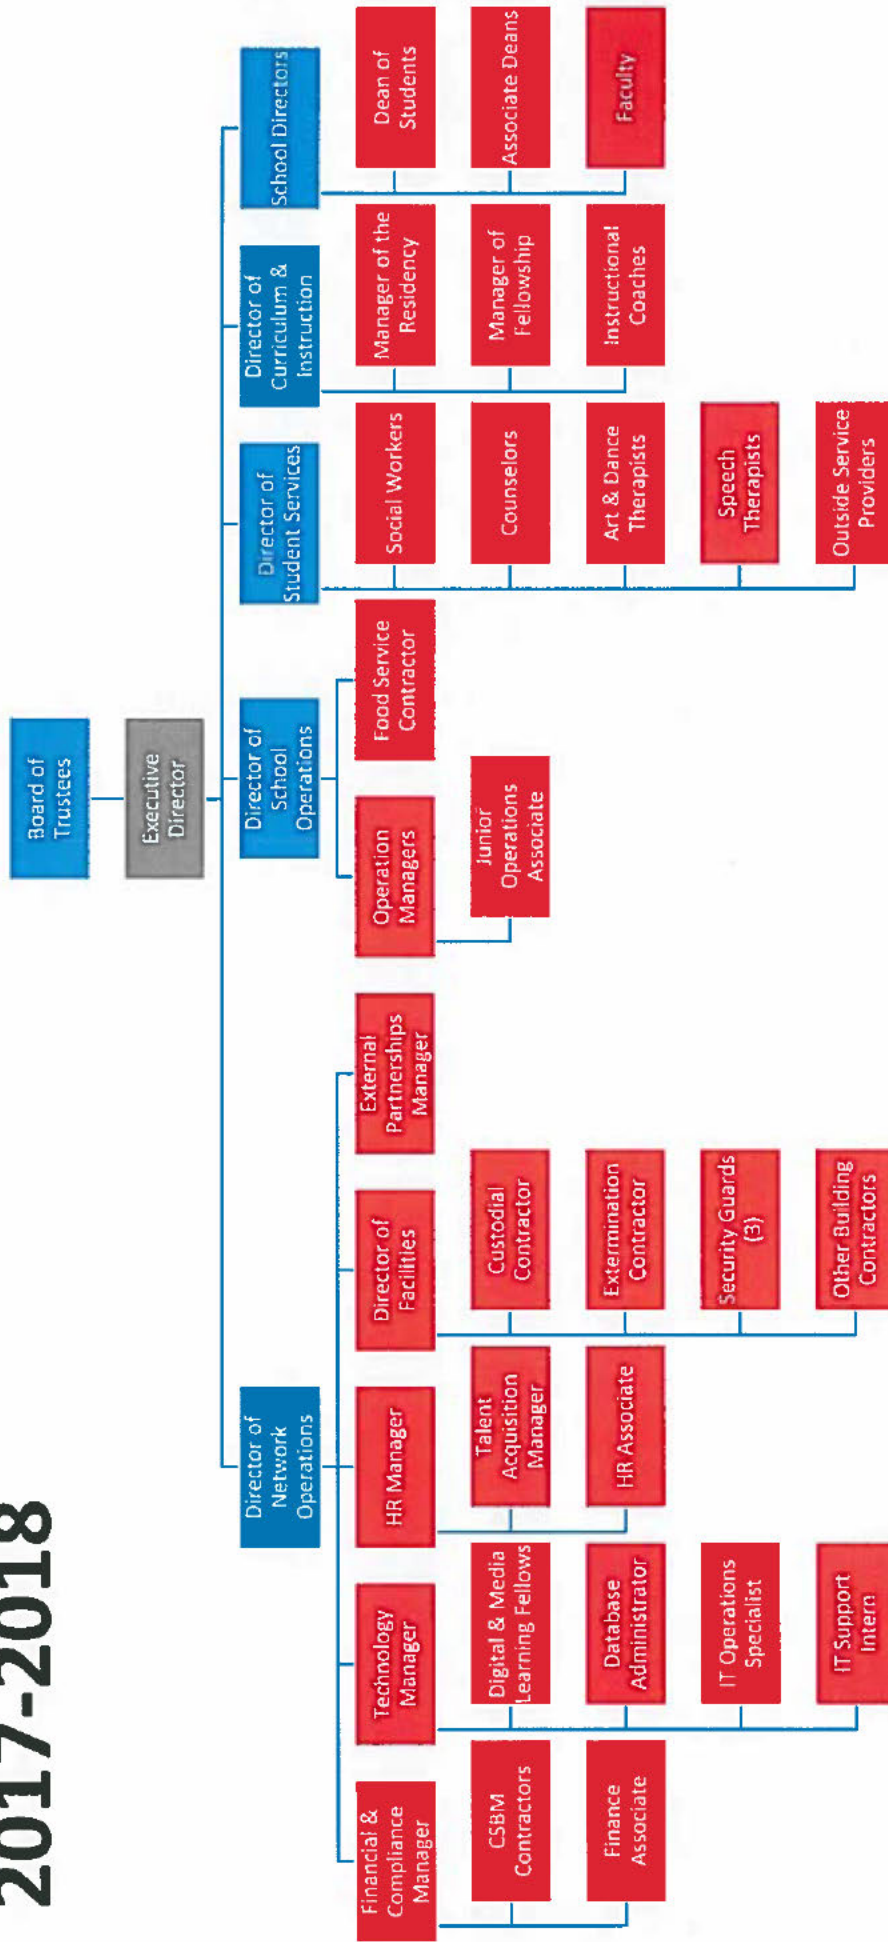 2017-2018
Board of
Trustees
Executive
Director
Director of
Network
Operations
Director of
School
Operations
Director of
Student Services
Director of
Curriculum &
Instruction
School Directors
Financial &
Compliance
Manager
CSBM
Contractors
Finance
Associate
Technology
Manager
Digital & Media
Learning Fellows
Database
Administrator
IT Operations
Specialist
IT Support
Intern
HR Manager
Talent
Acquisition
Manager
HR Associate
Director of
Facilities
Custodial
Contractor
Extermination
Contractor
Security Guards
(3)
Other Building
Contractors
External
Partnerships
Manager
Operation
Managers
Junior
Operations
Associate
Food Service
Contractor
Social Workers
Counselors
Art & Dance
Therapists
Speech
Therapists
Outside Service
Providers
Manager of the
Residency
Manager of
Fellowship
Instructional
Coaches
Dean of
Students
Associate Deans
Faculty